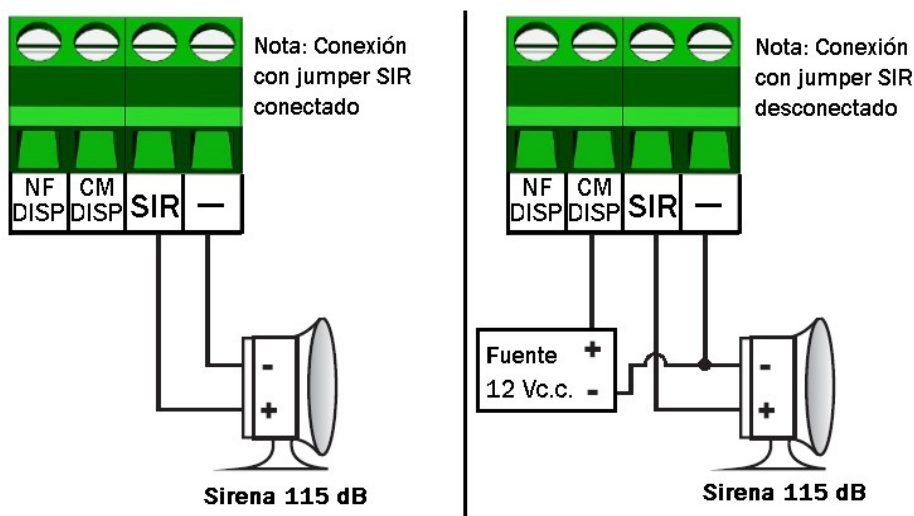 Nota: Conexión
con jumper SIR
conectado
NF
DISP
CM
DISP
SIR
—
-
+
Sirena 115 dB
Nota: Conexión
con jumper SIR
desconectado
NF
DISP
CM
DISP
SIR
—
Fuente
12 Vc.c.
+
-
-
+
Sirena 115 dB